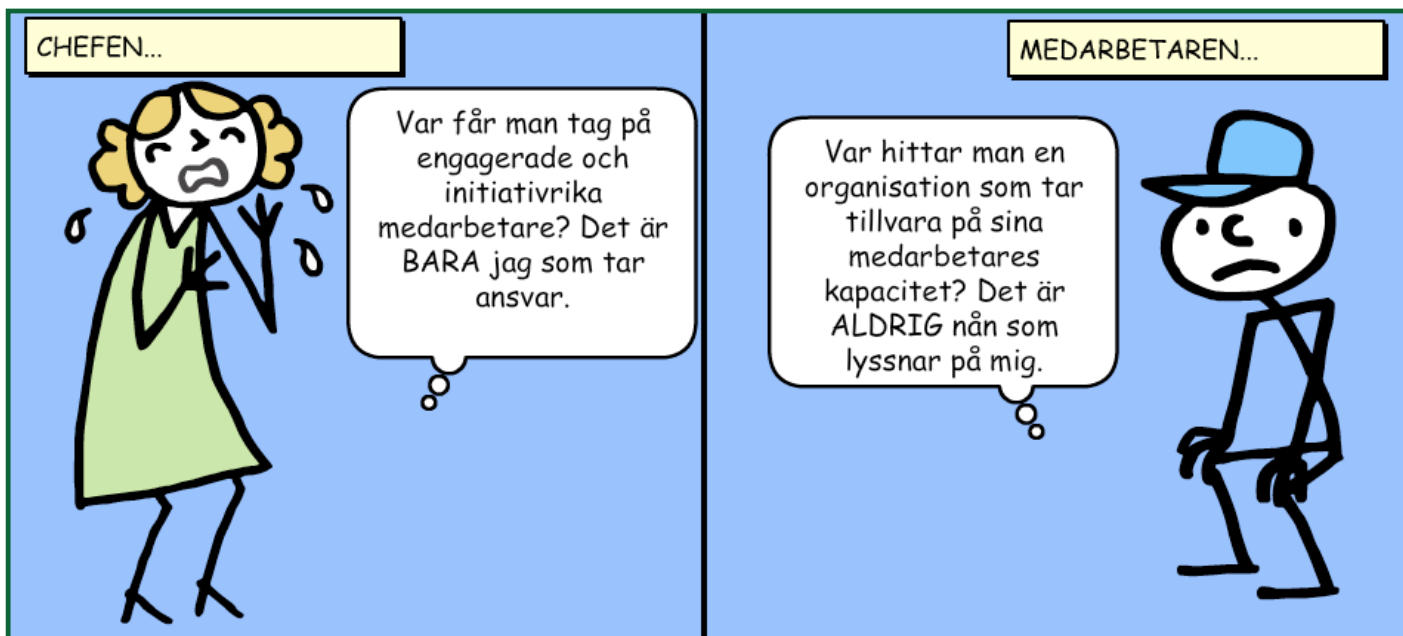 CHEFEN...
Var får man tag på
engagerade och
initiativrika
medarbetare? Det är
BARA jag som tar
ansvar.
MEDARBETAREN...
Var hittar man en
organisation som tar
tillvara på sina
medarbetares
kapacitet? Det är
ALDRIG nån som
lyssnar på mig.